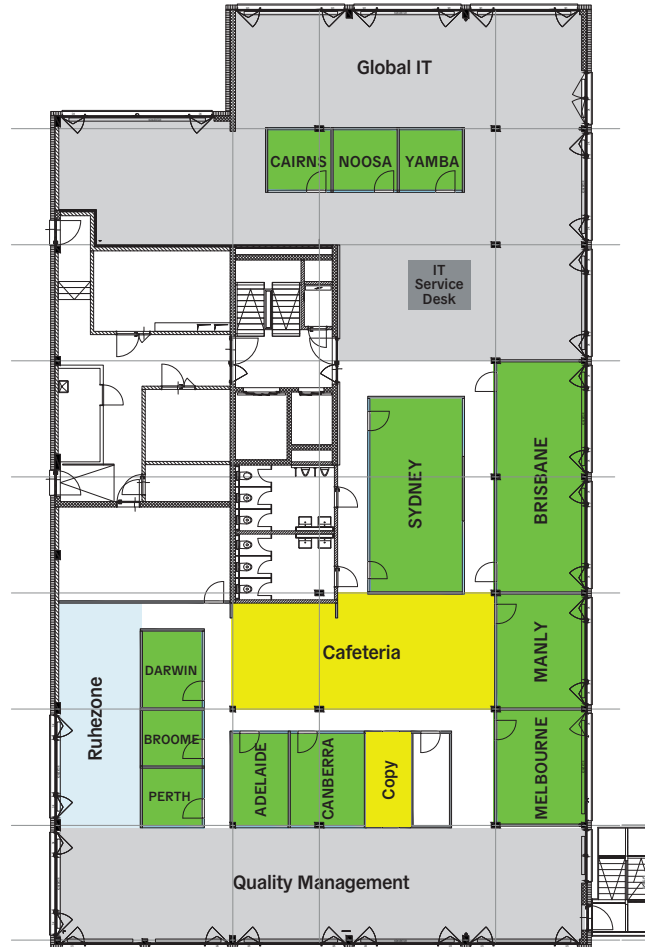 Global IT
CAIRNS
NOOSA
YAMBA
IT
Service
Desk
SYDNEY
BRISBANE
Cafeteria
MANLY
Ruhezone
DARWIN
BROOME
PERTH
ADELAIDE
CANBERRA
Copy
MELBOURNE
Quality Management